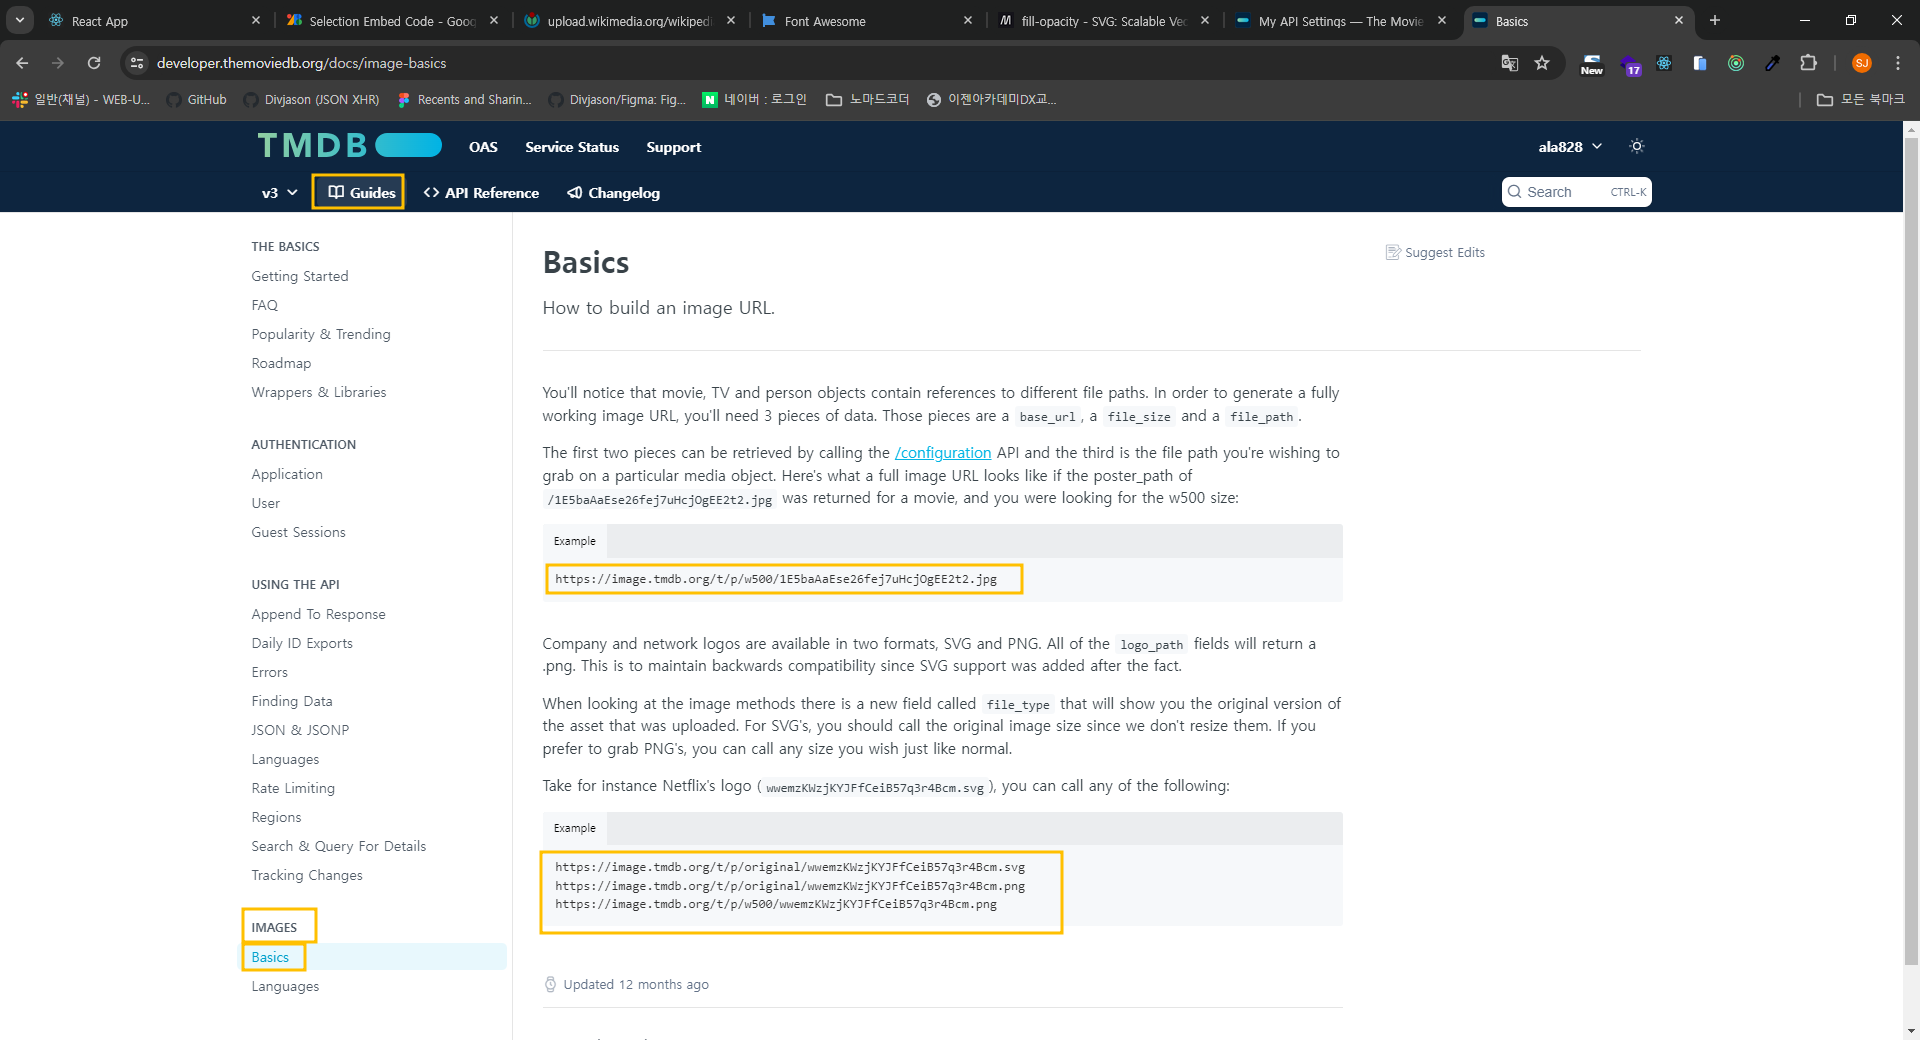 React App
Selection Embed Code - Goog
upload.wikimedia.org/wikipedi
Font Awesome
fill-opacity - SVG: Scalable Vec
My API Settings — The Movie
Basics
developer.themoviedb.org/docs/image-basics
New
17
SJ
일반(채널) - WEB-U...
GitHub
Divjason (JSON XHR)
Recents and Sharin...
Divjason/Figma: Fig...
네이버 : 로그인
노마드코더
이젠아카데미DX교...
모든 북마크
TMDB
OAS
Service Status
Support
ala828
v3
Guides
<> API Reference
Changelog
Search
CTRL-K
THE BASICS
Getting Started
FAQ
Popularity & Trending
Roadmap
Wrappers & Libraries
AUTHENTICATION
Application
User
Guest Sessions
USING THE API
Append To Response
Daily ID Exports
Errors
Finding Data
JSON & JSONP
Languages
Rate Limiting
Regions
Search & Query For Details
Tracking Changes
IMAGES
Basics
Languages
Basics
Suggest Edits
How to build an image URL.
You'll notice that movie, TV and person objects contain references to different file paths. In order to generate a fully
working image URL, you'll need 3 pieces of data. Those pieces are a base_url, a file_size and a file_path.
The first two pieces can be retrieved by calling the /configuration API and the third is the file path you're wishing to
grab on a particular media object. Here's what a full image URL looks like if the poster_path of
/1E5baAaEse26fej7uHcjOgEE2t2.jpg was returned for a movie, and you were looking for the w500 size:
Example
https://image.tmdb.org/t/p/w500/1E5baAaEse26fej7uHcjOgEE2t2.jpg
Company and network logos are available in two formats, SVG and PNG. All of the logo_path fields will return a
.png. This is to maintain backwards compatibility since SVG support was added after the fact.
When looking at the image methods there is a new field called file_type that will show you the original version of
the asset that was uploaded. For SVG's, you should call the original image size since we don't resize them. If you
prefer to grab PNG's, you can call any size you wish just like normal.
Take for instance Netflix's logo ( wwemzKWzjKYJFfCeiB57q3r4Bcm.svg ), you can call any of the following:
Example
https://image.tmdb.org/t/p/original/wwemzKWzjKYJFfCeiB57q3r4Bcm.svg
https://image.tmdb.org/t/p/original/wwemzKWzjKYJFfCeiB57q3r4Bcm.png
https://image.tmdb.org/t/p/w500/wwemzKWzjKYJFfCeiB57q3r4Bcm.png
Updated 12 months ago